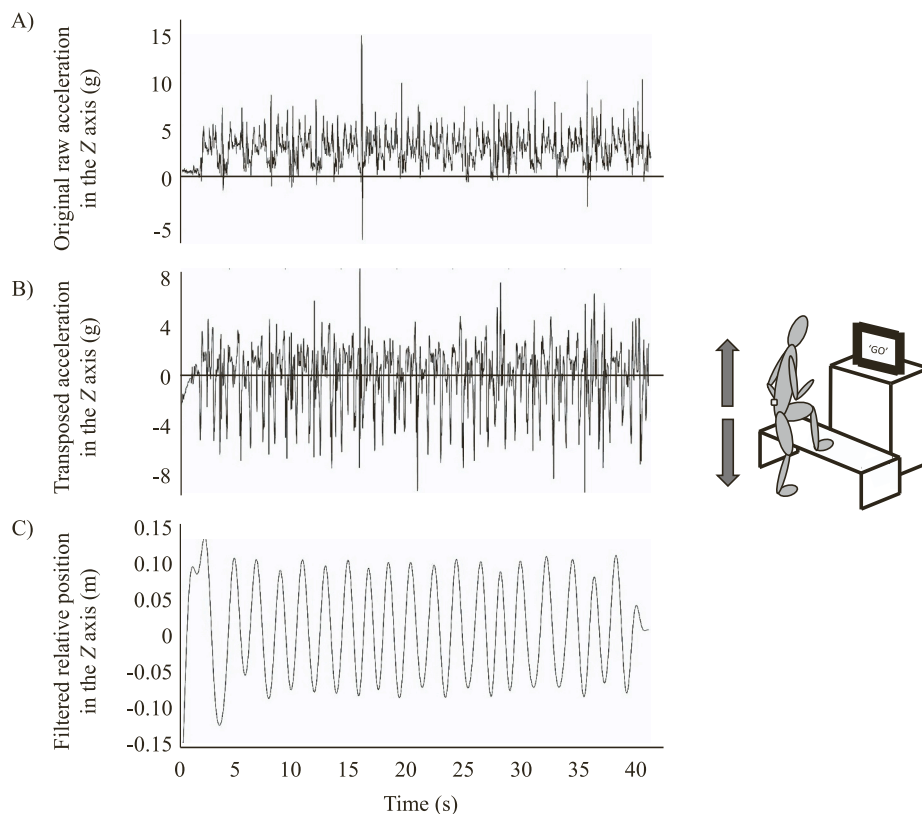 A)
Original raw acceleration
in the Z axis (g)
15
10
5
0
-5
B)
Transposed acceleration
in the Z axis (g)
8
4
0
-4
-8
'GO'
C)
Filtered relative position
in the Z axis (m)
0.15
0.10
0.05
0
-0.05
-0.10
-0.15
0 5 10 15 20 25 30 35 40
Time (s)